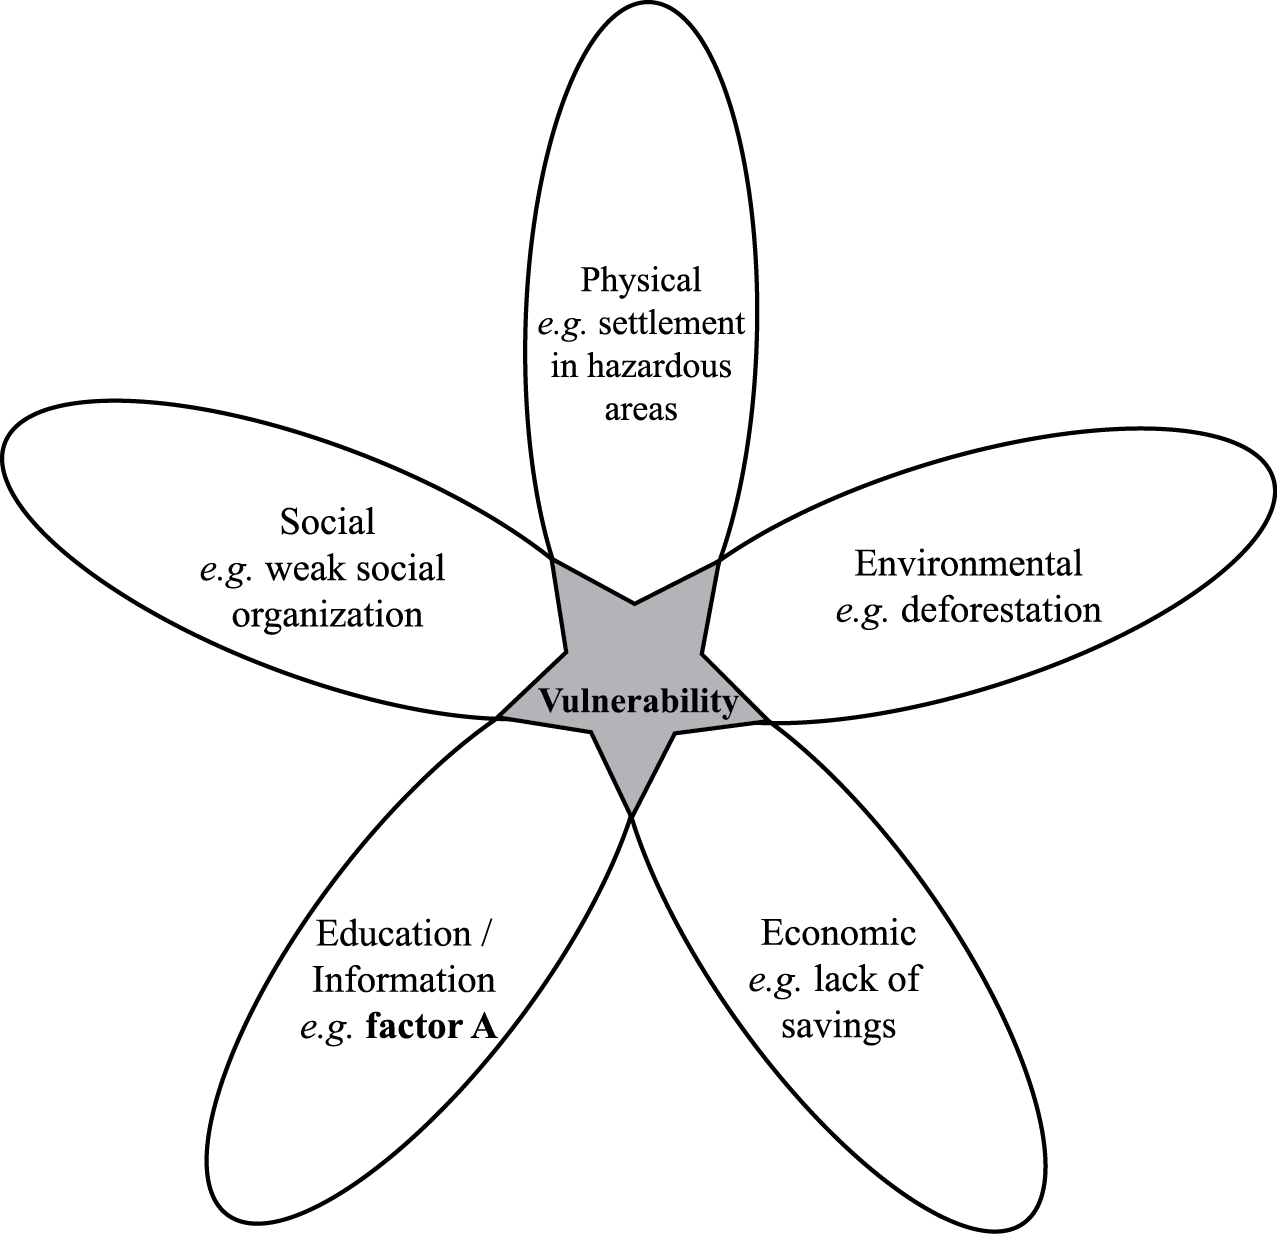 Physical
e.g. settlement
in hazardous
areas
Social
e.g. weak social
organization
Environmental
e.g. deforestation
Vulnerability
Education /
Information
e.g. factor A
Economic
e.g. lack of
savings